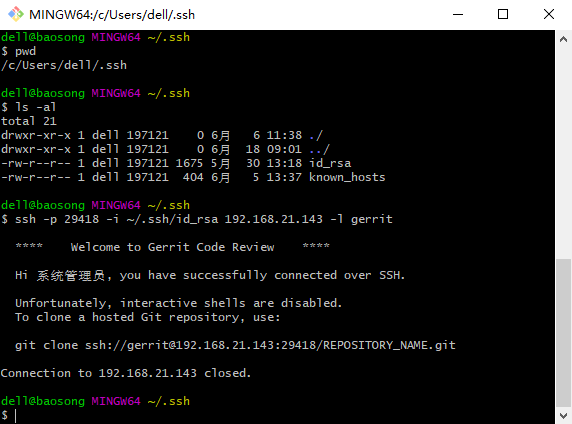 MINGW64:/c/Users/dell/.ssh
dell@baosong MINGW64 ~/.ssh
$ pwd
/c/Users/dell/.ssh
dell@baosong MINGW64 ~/.ssh
$ ls -al
total 21
drwxr-xr-x 1 dell 197121    0 6月   6 11:38 ./
drwxr-xr-x 1 dell 197121    0 6月  18 09:01 ../
-rw-r--r-- 1 dell 197121 1675 5月  30 13:18 id_rsa
-rw-r--r-- 1 dell 197121  404 6月   5 13:37 known_hosts
dell@baosong MINGW64 ~/.ssh
$ ssh -p 29418 -i ~/.ssh/id_rsa 192.168.21.143 -l gerrit
****    Welcome to Gerrit Code Review    ****
Hi 系统管理员, you have successfully connected over SSH.
Unfortunately, interactive shells are disabled.
To clone a hosted Git repository, use:
git clone ssh://gerrit@192.168.21.143:29418/REPOSITORY_NAME.git
Connection to 192.168.21.143 closed.
dell@baosong MINGW64 ~/.ssh
$